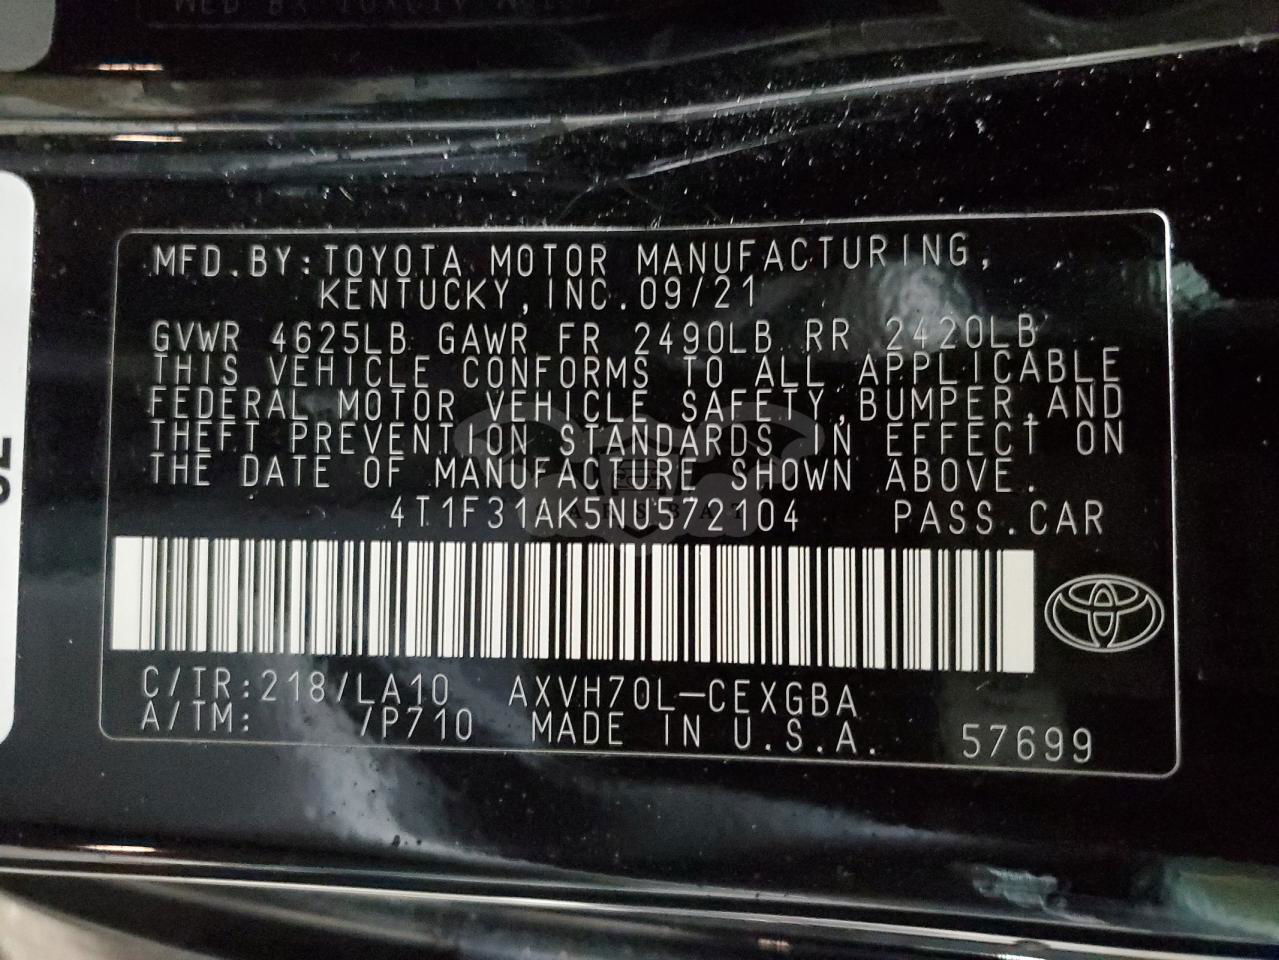 MFD.BY:TOYOTA MOTOR MANUFACTURING,
KENTUCKY,INC.09/21
GVWR 4625LB GAWR FR 2490LB RR 2420LB
THIS VEHICLE CONFORMS TO ALL APPLICABLE
FEDERAL MOTOR VEHICLE SAFETY,BUMPER,AND
THEFT PREVENTION STANDARDS IN EFFECT ON
THE DATE OF MANUFACTURE SHOWN ABOVE.
4T1F31AK5NU572104 PASS.CAR
C/TR:218/LA10 AXVH70L-CEXGBA
A/TM: /P710 MADE IN U.S.A. 57699